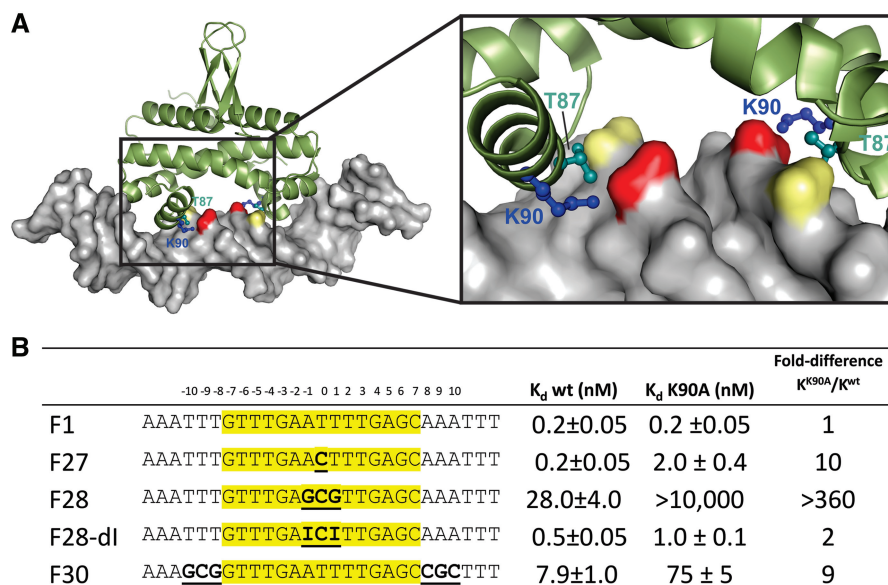 A
T87
K90
T87
K90
K90
T87
B
Fold-difference
-10 -9 -8 -7 -6 -5 -4 -3 -2 -1 0 1 2 3 4 5 6 7 8 9 10 Kd wt (nM) Kd K90A (nM) K^K90A/K^wt
F1 AAATTTGTTTGAATTTTGAGCAAATTT 0.2±0.05 0.2 ±0.05 1
F27 AAATTTGTTTGAACTTTGAGCAAATTT 0.2±0.05 2.0 ± 0.4 10
F28 AAATTTGTTTGAGCGTTGAGCAAATTT 28.0±4.0 >10,000 >360
F28-dI AAATTTGTTTGAICITTGAGCAAATTT 0.5±0.05 1.0 ± 0.1 2
F30 AAAGCGGTTTGAATTTTGAGCCGCTTT 7.9±1.0 75 ± 5 9